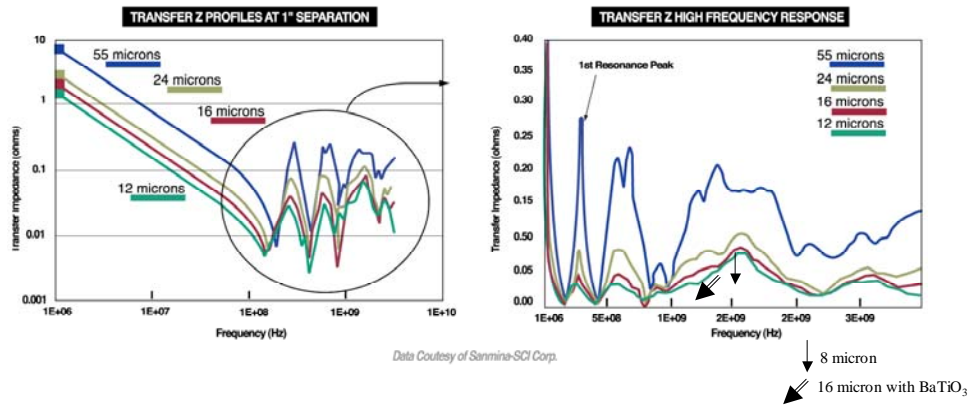 TRANSFER Z PROFILES AT 1" SEPARATION
10
1
0.1
0.01
0.001
Transfer Impedance (ohms)
55 microns
24 microns
16 microns
12 microns
1E+06
1E+07
1E+08
1E+09
1E+10
Frequency (Hz)
TRANSFER Z HIGH FREQUENCY RESPONSE
0.40
0.35
0.30
0.25
0.20
0.15
0.50
0.05
0.00
Transfer Impedance (ohms)
1st Resonance Peak
55 microns
24 microns
16 microns
12 microns
1E+06
5E+08
1E+09
2E+09
2E+09
3E+09
Frequency (Hz)
Data Coutesy of Sanmina-SCI Corp.
8 micron
16 micron with BaTiO3